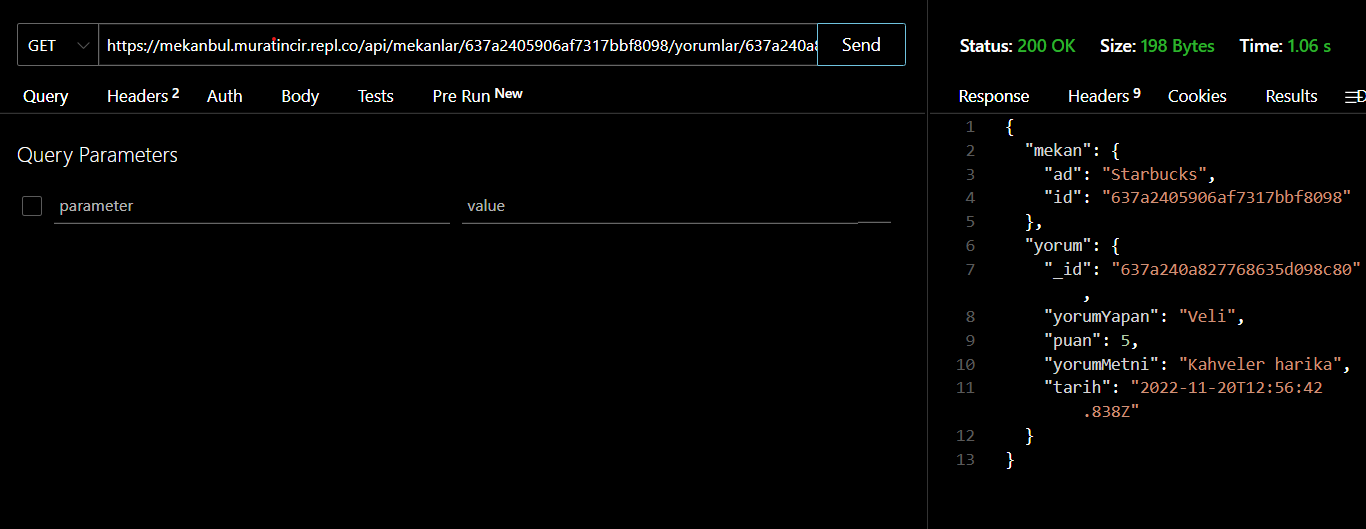 GET
https://mekanbul.muratincir.repl.co/api/mekanlar/637a2405906af7317bbf8098/yorumlar/637a240a8
Send
Query
Headers 2
Auth
Body
Tests
Pre Run New
Query Parameters
parameter
value
Status: 200 OK Size: 198 Bytes Time: 1.06 s
Response
Headers 9
Cookies
Results
1 {
2 "mekan": {
3 "ad": "Starbucks",
4 "id": "637a2405906af7317bbf8098"
5 },
6 "yorum": {
7 "_id": "637a240a827768635d098c80"
,
8 "yorumYapan": "Veli",
9 "puan": 5,
10 "yorumMetni": "Kahveler harika",
11 "tarih": "2022-11-20T12:56:42
.838Z"
12 }
13 }